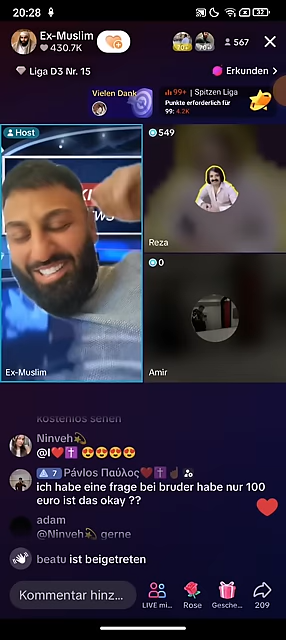 20:28
32
Ex-Muslim
430.7K
567
Liga D3 Nr. 15
Erkunden >
Vielen Dank
99+ | Spitzen Liga
Punkte erforderlich für
99: 4.2K
Host
549
Reza
0
Ex-Muslim
Amir
kostenlos sehen
Ninveh💫
@I❤️✝️😍😍😍😍
7 Pávlos Παύλος❤️✝️☝🏿
ich habe eine frage bei bruder habe nur 100
euro ist das okay ??
adam
@Ninveh💫 gerne
beatu ist beigetreten
Kommentar hinz...
LIVE mi...
Rose
Gesche...
209